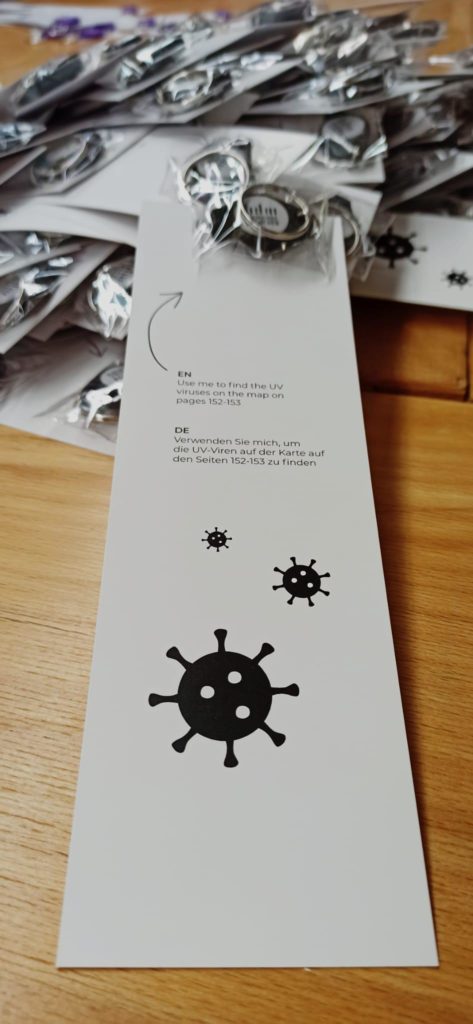 EN
Use me to find the UV
viruses on the map on
pages 152-153
DE
Verwenden Sie mich, um
die UV-Viren auf der Karte auf
den Seiten 152-153 zu finden